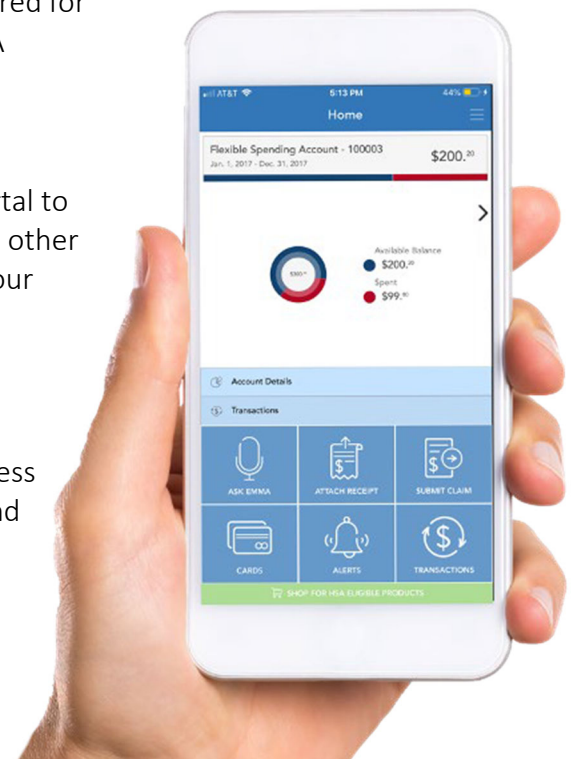 red for
A
tal to
other
our
ess
nd
AT&T 5:13 PM 44%
Home
Flexible Spending Account - 100003
Jan. 1, 2017 - Dec. 31, 2017
$200.20
Available Balance
$200.20
Spent
$99.80
Account Details
Transactions
ASK EMMA ATTACH RECEIPT SUBMIT CLAIM
CARDS ALERTS TRANSACTIONS
SHOP FOR HSA ELIGIBLE PRODUCTS